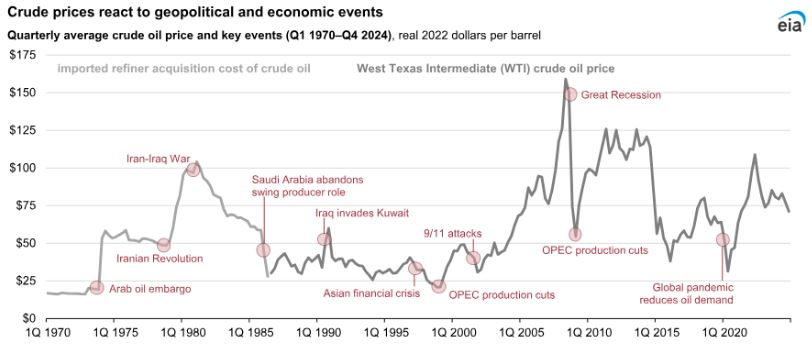 Crude prices react to geopolitical and economic events
eia
Quarterly average crude oil price and key events (Q1 1970–Q4 2024), real 2022 dollars per barrel
$175
imported refiner acquisition cost of crude oil
West Texas Intermediate (WTI) crude oil price
$150
Great Recession
$125
Iran-Iraq War
$100
Saudi Arabia abandons
swing producer role
$75
Iraq invades Kuwait
9/11 attacks
$50
Iranian Revolution
OPEC production cuts
$25
Arab oil embargo
Asian financial crisis
OPEC production cuts
Global pandemic
reduces oil demand
$0
1Q 1970
1Q 1975
1Q 1980
1Q 1985
1Q 1990
1Q 1995
1Q 2000
1Q 2005
1Q 2010
1Q 2015
1Q 2020